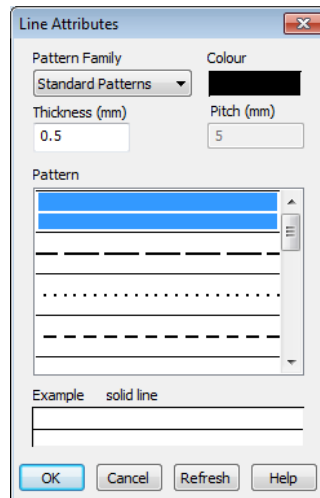 Line Attributes
Pattern Family Colour
Standard Patterns
Thickness (mm) Pitch (mm)
0.5 5
Pattern
Example solid line
OK Cancel Refresh Help